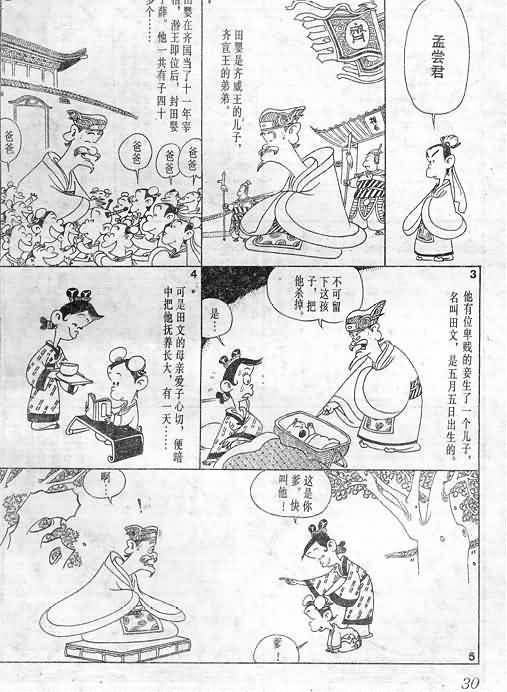 孟尝君
齊
田婴是齐威王的儿子，
齐宣王的弟弟。
田婴在齐国当了十一年宰
相，湣王即位后，封田婴
薛。他一共有子四十
多个……
爸爸
爸爸
爸爸
爸爸
3
他有位卑贱的妾生了一个儿子，
名叫田文，是五月五日出生的。
不可留
下这孩
子，把
他杀掉。
是…
4
可是田文的母亲爱子心切，便暗
中把他抚养长大，有一天……
这是你
爹，快
叫他！
爹！
啊…
5
30